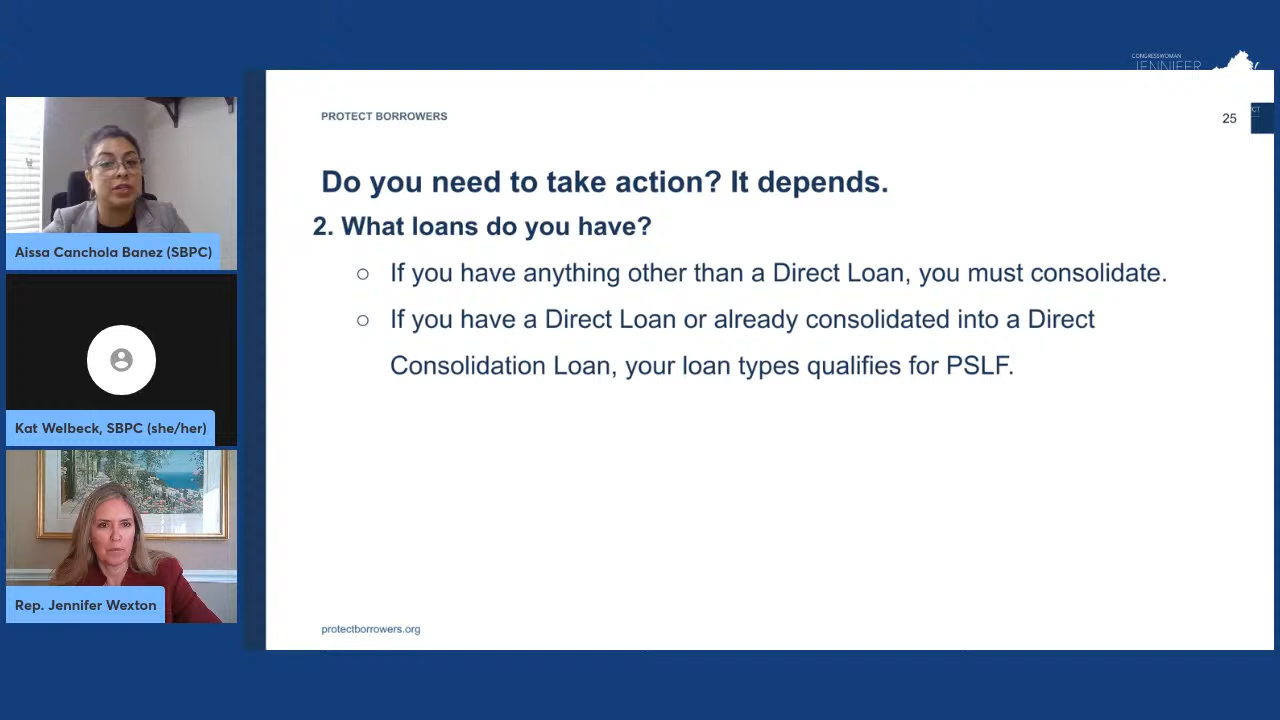 CONGRESSWOMAN
JENNIFER
PROTECT BORROWERS
25
Do you need to take action? It depends.
2. What loans do you have?
○ If you have anything other than a Direct Loan, you must consolidate.
○ If you have a Direct Loan or already consolidated into a Direct
Consolidation Loan, your loan types qualifies for PSLF.
protectborrowers.org
Aissa Canchola Banez (SBPC)
Kat Welbeck, SBPC (she/her)
Rep. Jennifer Wexton